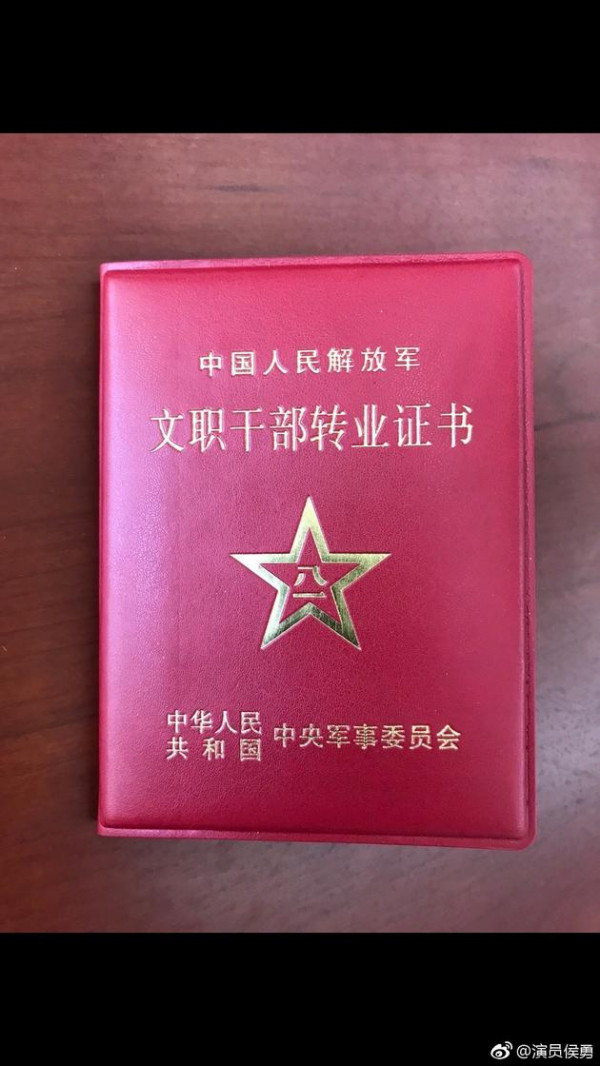 中国人民解放军
文职干部转业证书
八一
中华人民
共和国
中央军事委员会
@演员侯勇